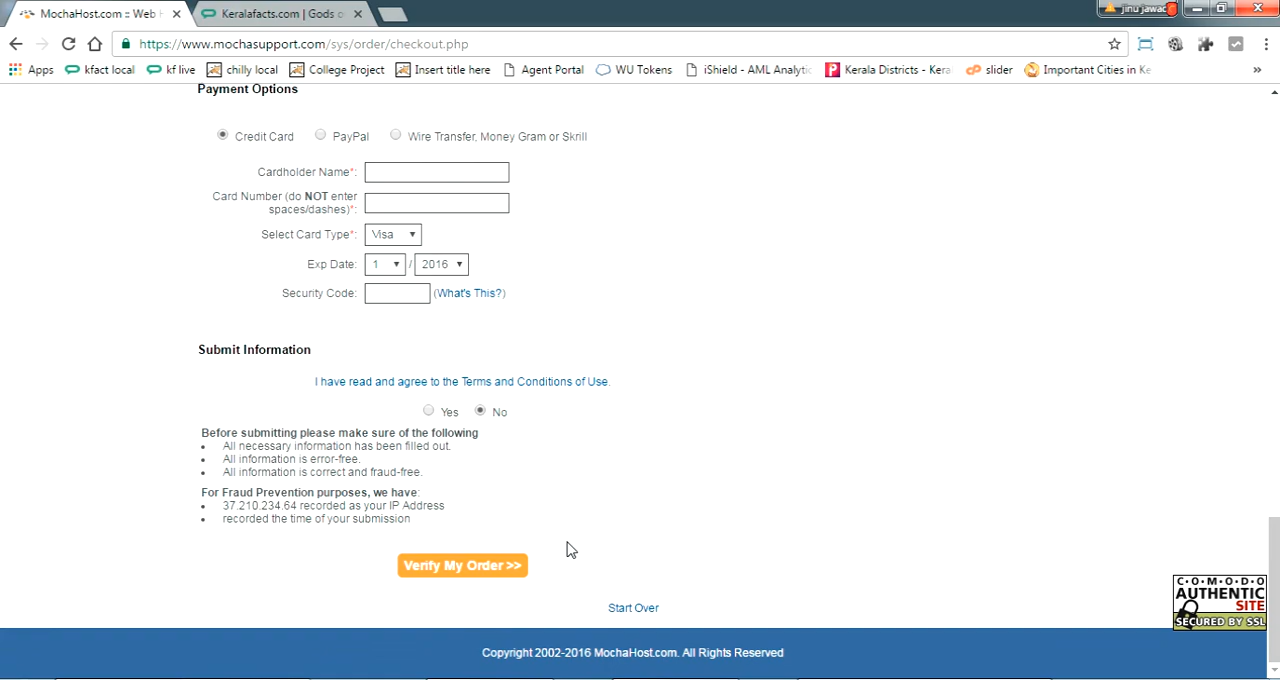 MochaHost.com :: Web H
Keralafacts.com | Gods o
jinu jawac
https://www.mochasupport.com/sys/order/checkout.php
Apps kfact local kf live chilly local College Project Insert title here Agent Portal WU Tokens iShield - AML Analytic Kerala Districts - Kera slider Important Cities in Ke »
Payment Options
Credit Card PayPal Wire Transfer, Money Gram or Skrill
Cardholder Name*:
Card Number (do NOT enter
spaces/dashes)*:
Select Card Type*: Visa
Exp Date: 1 / 2016
Security Code: (What's This?)
Submit Information
I have read and agree to the Terms and Conditions of Use.
Yes No
Before submitting please make sure of the following
• All necessary information has been filled out.
• All information is error-free.
• All information is correct and fraud-free.
For Fraud Prevention purposes, we have:
• 37.210.234.64 recorded as your IP Address
• recorded the time of your submission
Verify My Order >>
Start Over
C·O·M·O·D·O
AUTHENTIC
SITE
SECURED BY SSL
Copyright 2002-2016 MochaHost.com. All Rights Reserved